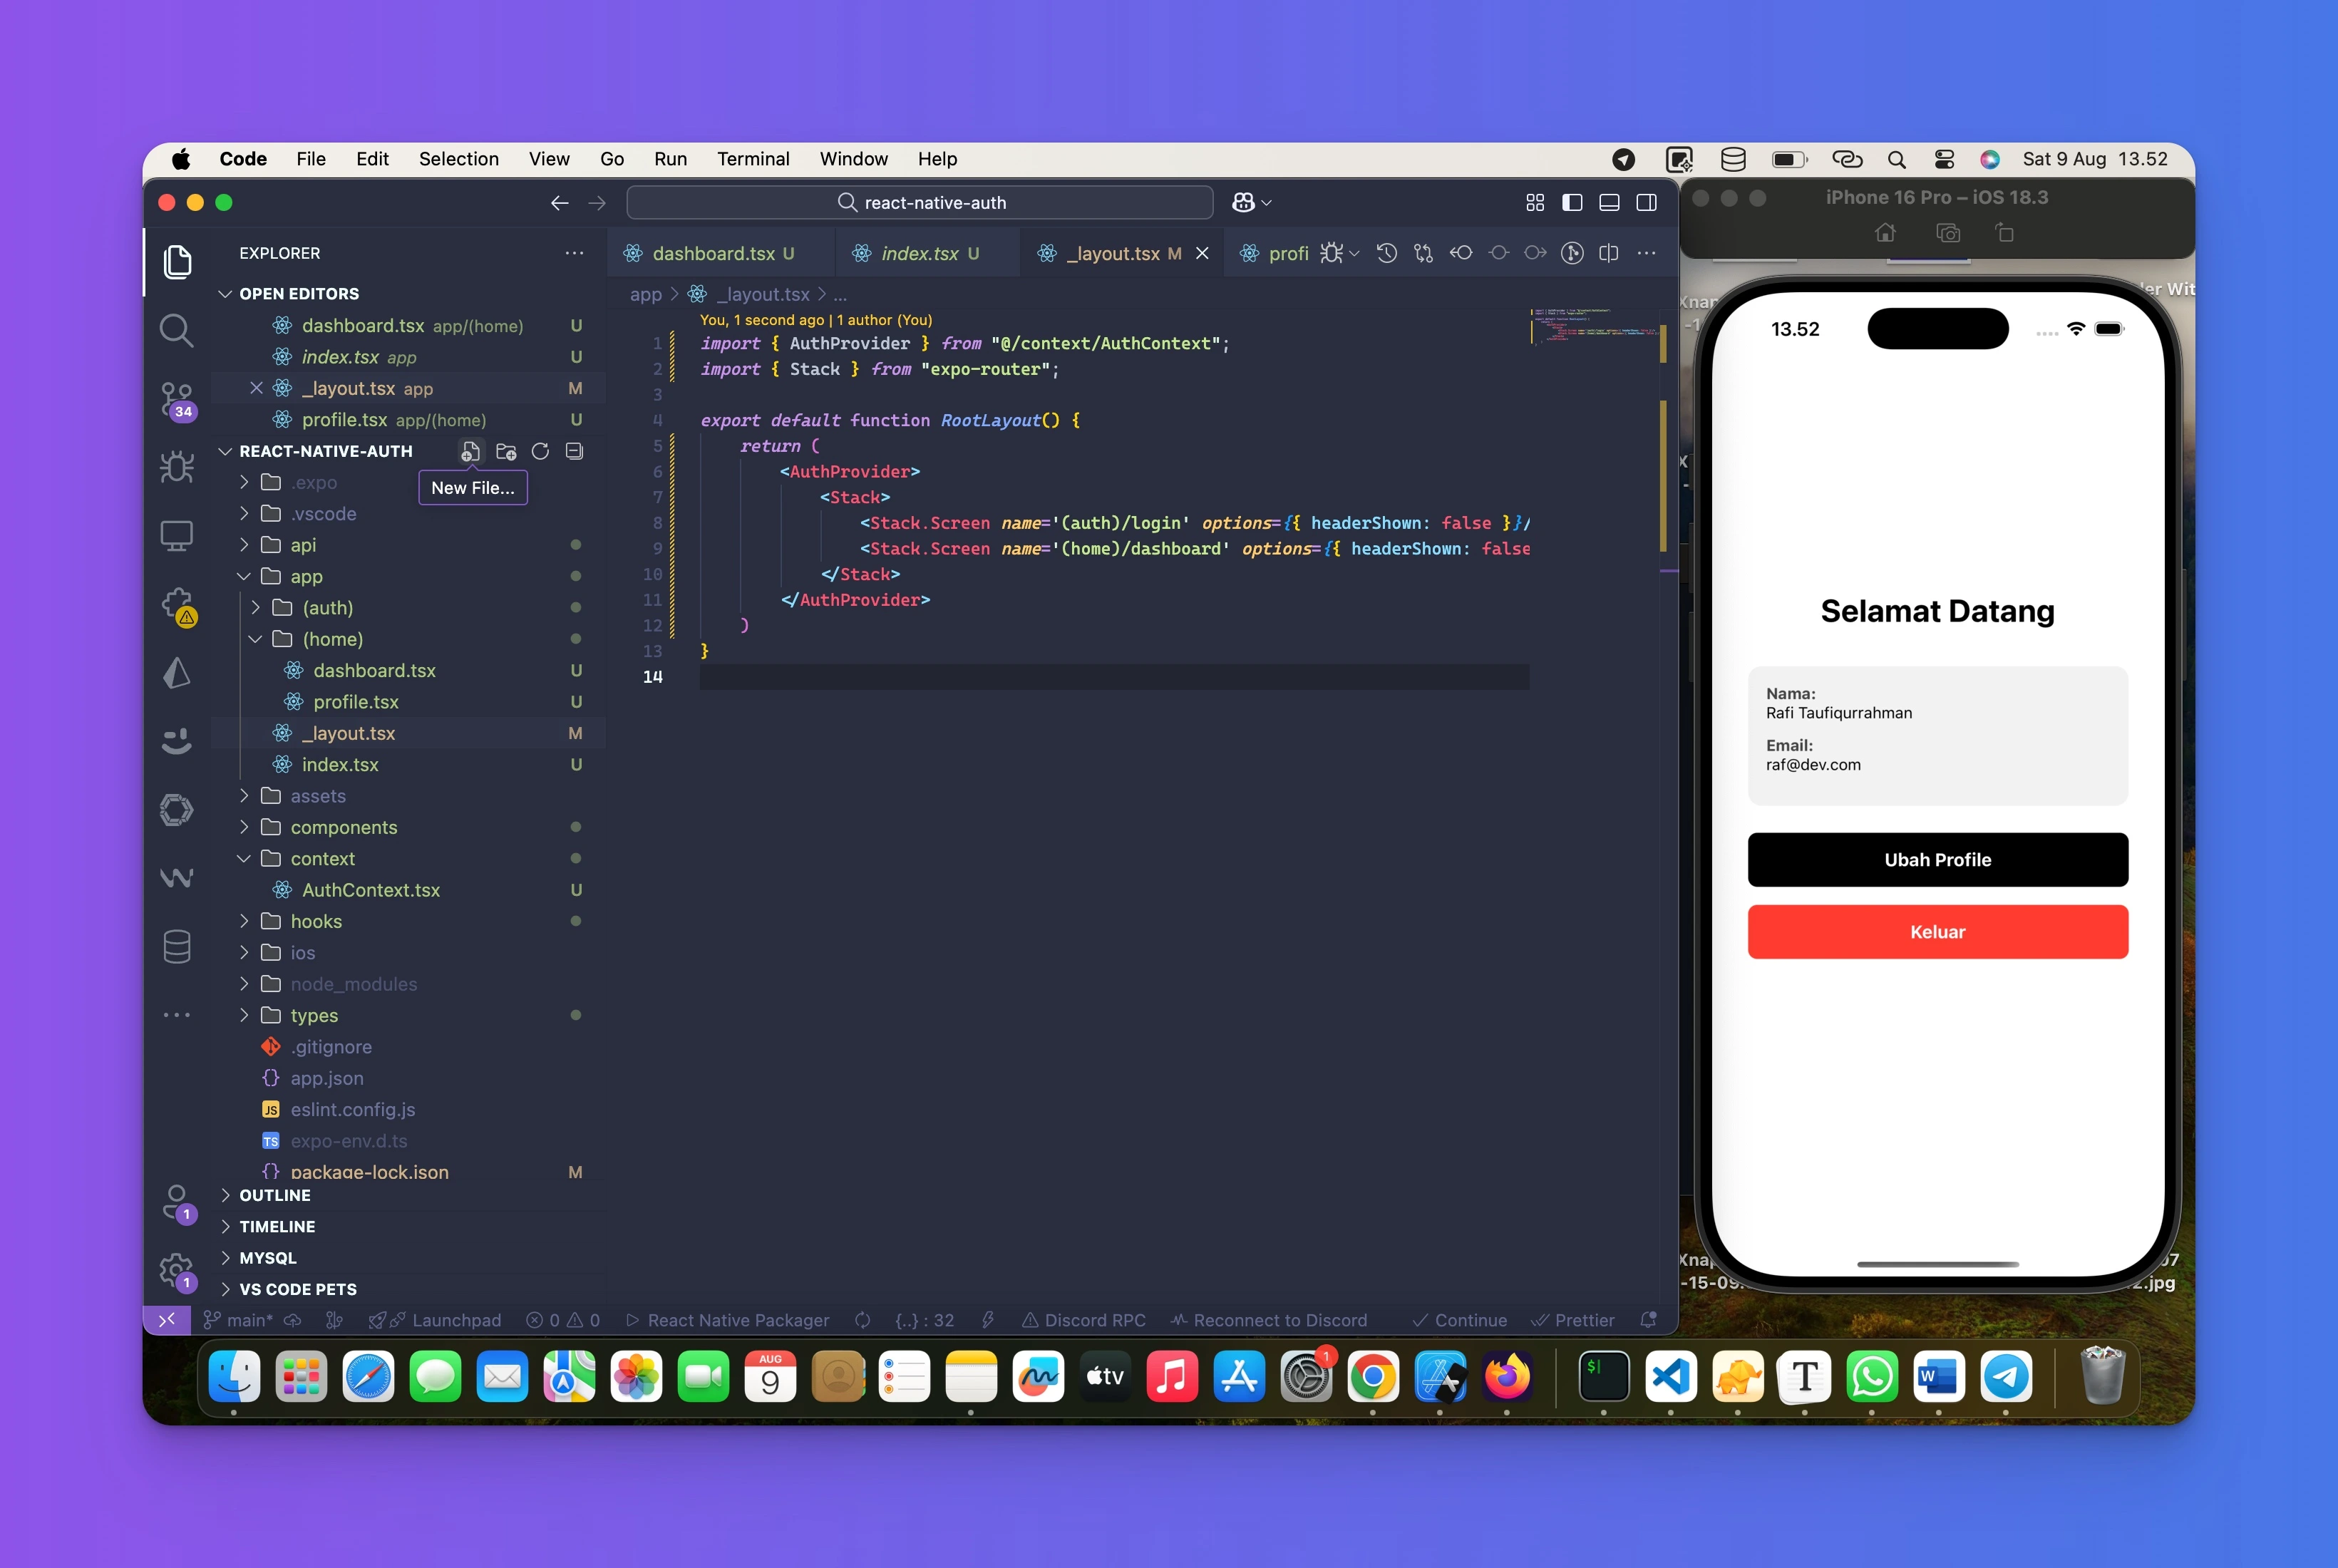 Code File Edit Selection View Go Run Terminal Window Help
Sat 9 Aug 13.52
react-native-auth
EXPLORER
OPEN EDITORS
dashboard.tsx app/(home) U
index.tsx app U
_layout.tsx app M
profile.tsx app/(home) U
REACT-NATIVE-AUTH
New File...
.expo
.vscode
api
app
(auth)
(home)
dashboard.tsx U
profile.tsx U
_layout.tsx M
index.tsx U
assets
components
context
AuthContext.tsx U
hooks
ios
node_modules
types
.gitignore
app.json
JS eslint.config.js
TS expo-env.d.ts
package-lock.json M
OUTLINE
TIMELINE
MYSQL
VS CODE PETS
34
1
1
dashboard.tsx U index.tsx U _layout.tsx M profi
app > _layout.tsx > ...
You, 1 second ago | 1 author (You)
1 import { AuthProvider } from "@/context/AuthContext";
2 import { Stack } from "expo-router";
3
4 export default function RootLayout() {
5 return (
6 <AuthProvider>
7 <Stack>
8 <Stack.Screen name='(auth)/login' options={{ headerShown: false }}/
9 <Stack.Screen name='(home)/dashboard' options={{ headerShown: false
10 </Stack>
11 </AuthProvider>
12 )
13 }
14
main* Launchpad 0 0 React Native Packager {..} : 32 Discord RPC Reconnect to Discord Continue Prettier
iPhone 16 Pro – iOS 18.3
13.52
Selamat Datang
Nama:
Rafi Taufiqurrahman
Email:
raf@dev.com
Ubah Profile
Keluar
AUG
9
tv
1
$
T
W